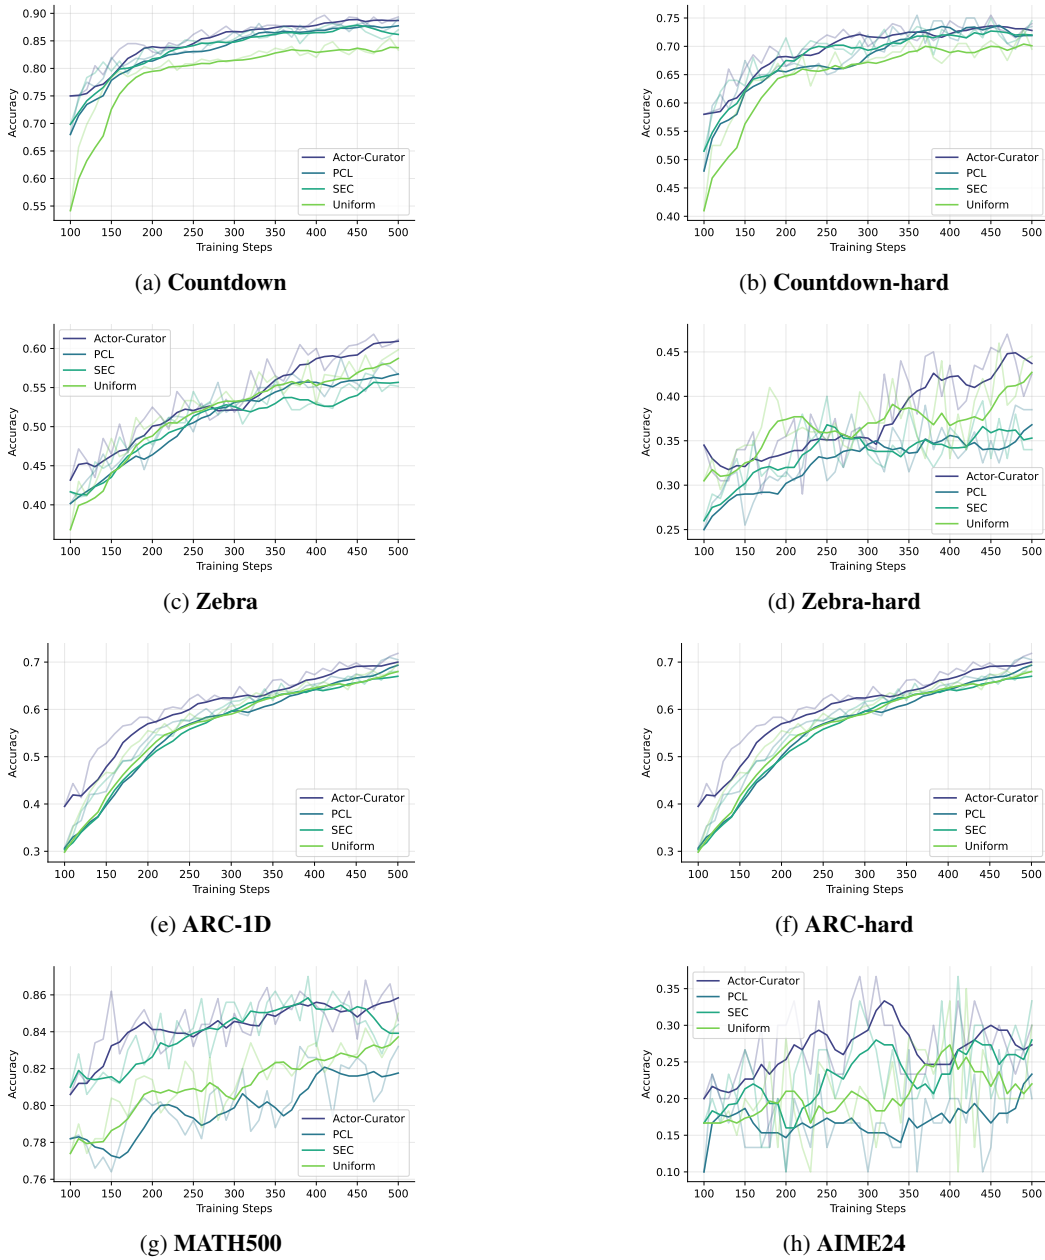 0.90
0.85
0.80
0.75
0.70
0.65
0.60
0.55
Accuracy
100 150 200 250 300 350 400 450 500
Training Steps
Actor-Curator
PCL
SEC
Uniform
(a) Countdown
0.75
0.70
0.65
0.60
0.55
0.50
0.45
0.40
Accuracy
100 150 200 250 300 350 400 450 500
Training Steps
Actor-Curator
PCL
SEC
Uniform
(b) Countdown-hard
0.60
0.55
0.50
0.45
0.40
Accuracy
100 150 200 250 300 350 400 450 500
Training Steps
Actor-Curator
PCL
SEC
Uniform
(c) Zebra
0.45
0.40
0.35
0.30
0.25
Accuracy
100 150 200 250 300 350 400 450 500
Training Steps
Actor-Curator
PCL
SEC
Uniform
(d) Zebra-hard
0.7
0.6
0.5
0.4
0.3
Accuracy
100 150 200 250 300 350 400 450 500
Training Steps
Actor-Curator
PCL
SEC
Uniform
(e) ARC-1D
0.7
0.6
0.5
0.4
0.3
Accuracy
100 150 200 250 300 350 400 450 500
Training Steps
Actor-Curator
PCL
SEC
Uniform
(f) ARC-hard
0.86
0.84
0.82
0.80
0.78
0.76
Accuracy
100 150 200 250 300 350 400 450 500
Training Steps
Actor-Curator
PCL
SEC
Uniform
(g) MATH500
0.35
0.30
0.25
0.20
0.15
0.10
Accuracy
100 150 200 250 300 350 400 450 500
Training Steps
Actor-Curator
PCL
SEC
Uniform
(h) AIME24